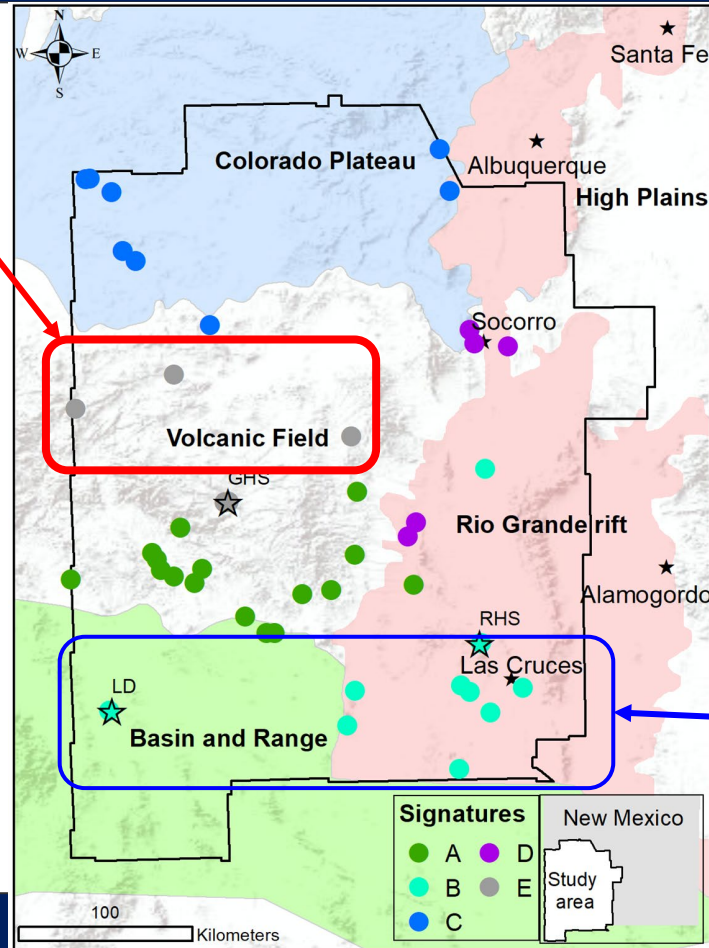 N
W E
S
Santa Fe
Colorado Plateau
Albuquerque
High Plains
Socorro
Volcanic Field
GHS
Rio Grande rift
Alamogordo
RHS
Las Cruces
LD
Basin and Range
Signatures
A D
B E
C
New Mexico
Study
area
100
Kilometers